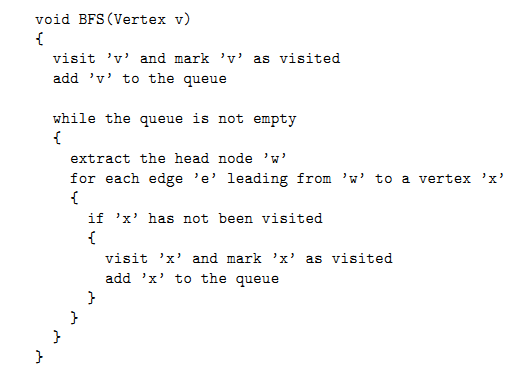 void BFS(Vertex v)
{
visit ’v’ and mark ’v’ as visited
add ’v’ to the queue
while the queue is not empty
{
extract the head node ’w’
for each edge ’e’ leading from ’w’ to a vertex ’x’
{
if ’x’ has not been visited
{
visit ’x’ and mark ’x’ as visited
add ’x’ to the queue
}
}
}
}